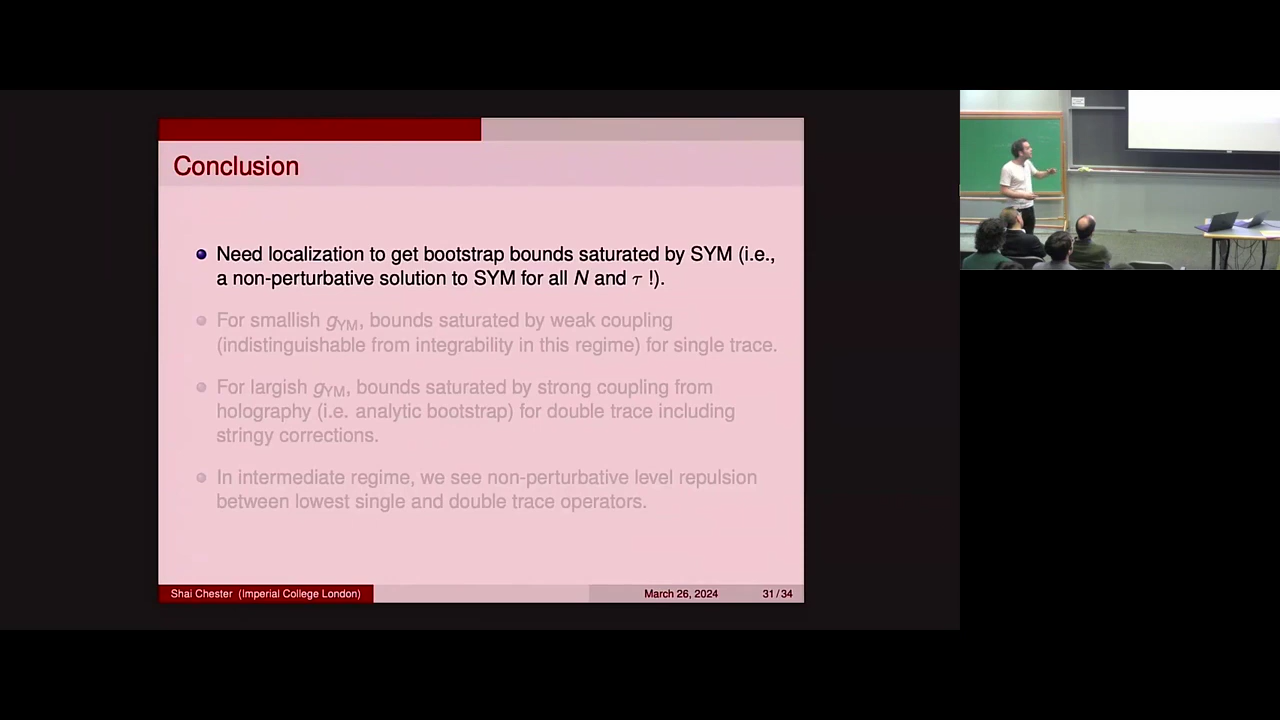 Conclusion
Need localization to get bootstrap bounds saturated by SYM (i.e.,
a non-perturbative solution to SYM for all N and τ !).
For smallish gYM, bounds saturated by weak coupling
(indistinguishable from integrability in this regime) for single trace.
For largish gYM, bounds saturated by strong coupling from
holography (i.e. analytic bootstrap) for double trace including
stringy corrections.
In intermediate regime, we see non-perturbative level repulsion
between lowest single and double trace operators.
Shai Chester (Imperial College London)
March 26, 2024
31 / 34